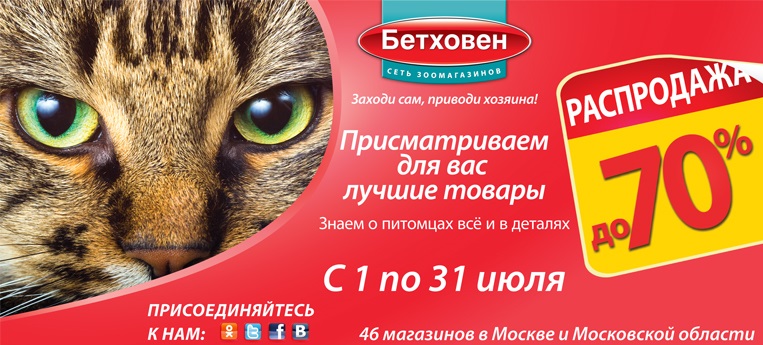 Бетховен
СЕТЬ ЗООМАГАЗИНОВ
Заходи сам, приводи хозяина!
Присматриваем
для вас
лучшие товары
Знаем о питомцах всё и в деталях
РАСПРОДАЖА
до 70%
С 1 по 31 июля
ПРИСОЕДИНЯЙТЕСЬ
К НАМ:
46 магазинов в Москве и Московской области